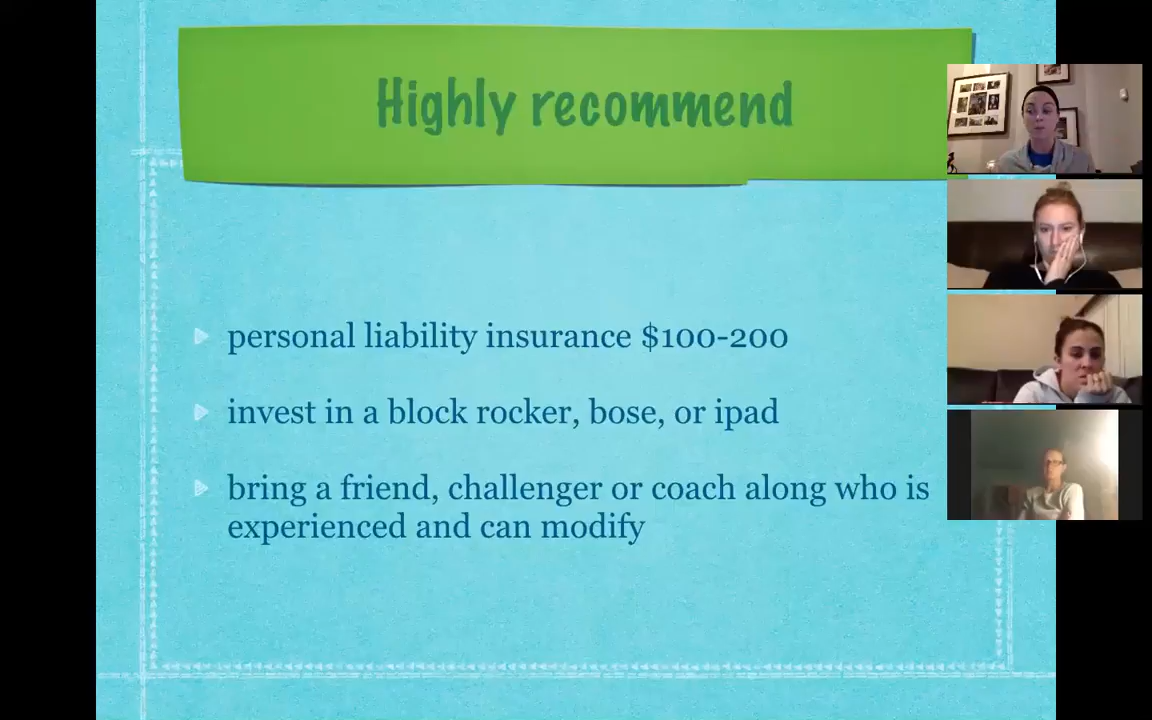 Highly recommend
personal liability insurance $100-200
invest in a block rocker, bose, or ipad
bring a friend, challenger or coach along who is
experienced and can modify